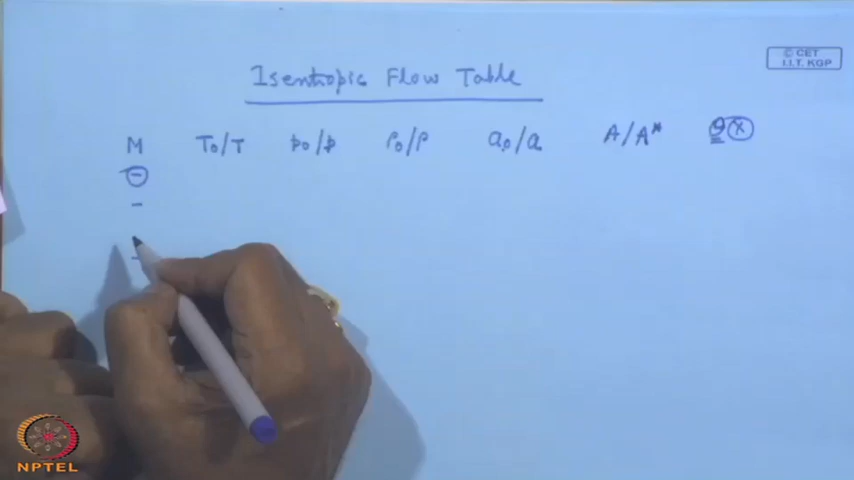 © CET
I.I.T. KGP
Isentropic Flow Table
M T₀/T p₀/p ρ₀/ρ a₀/a A/A* θ x
-
-
-
NPTEL